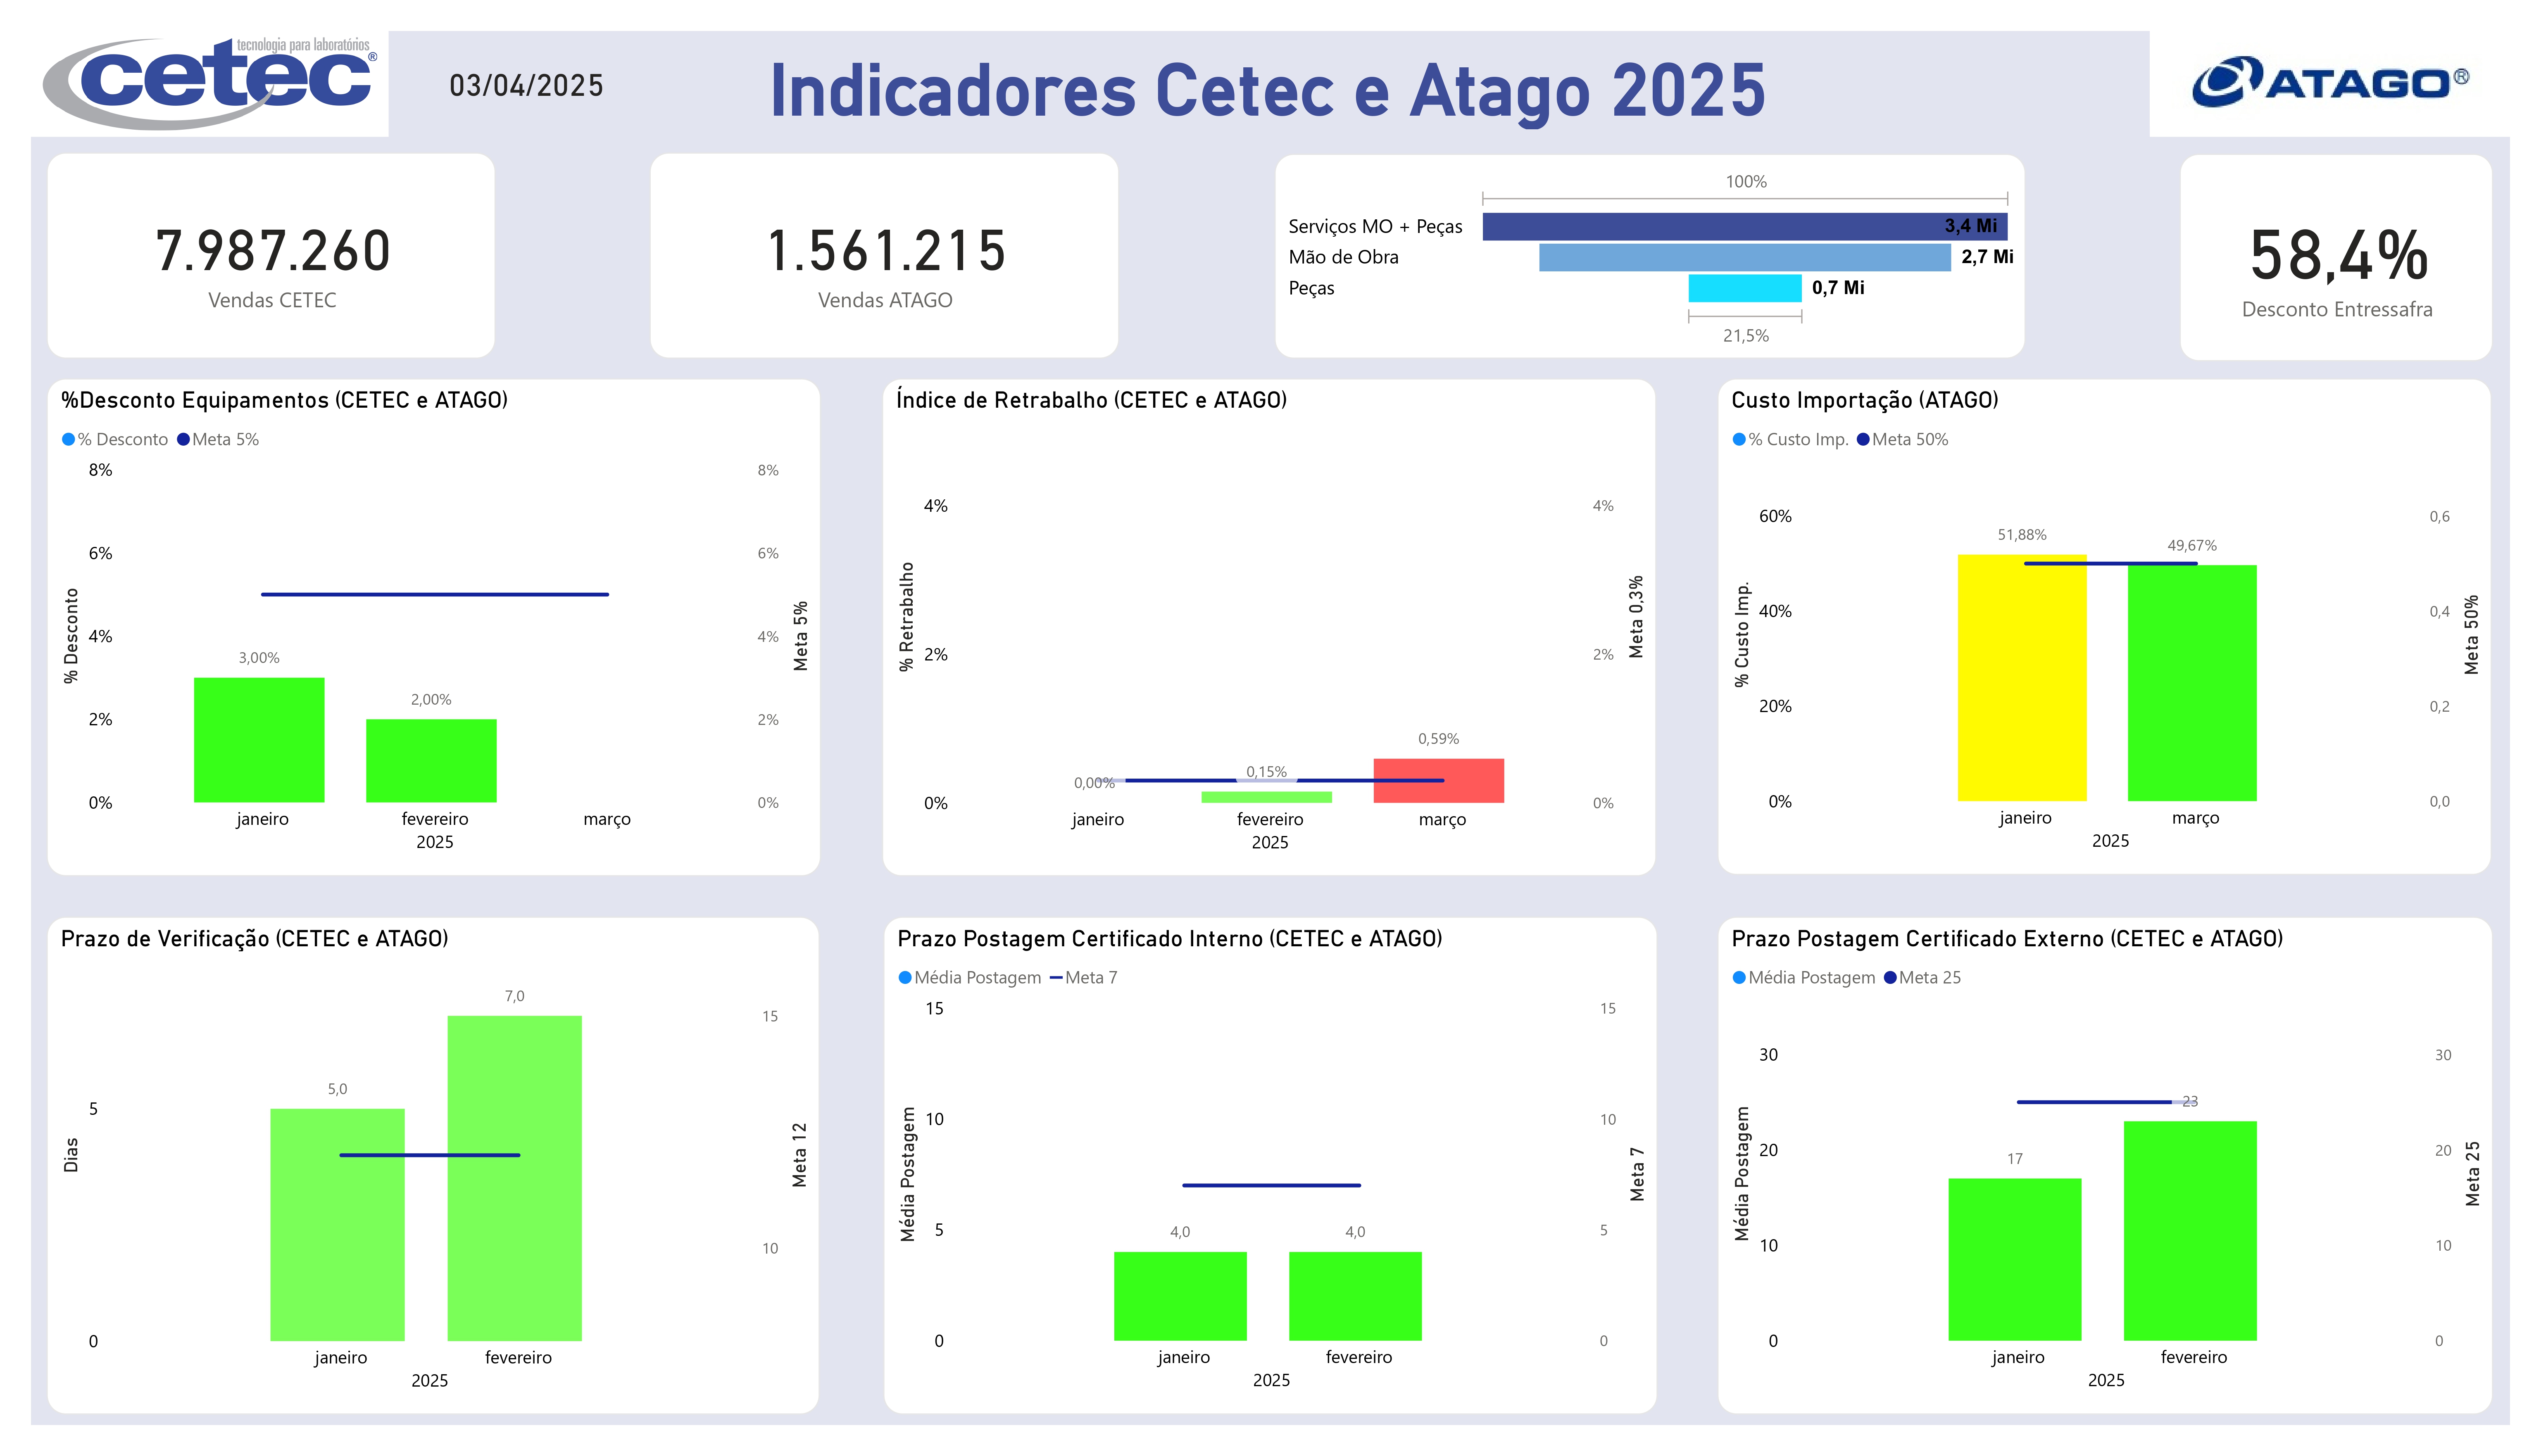 tecnologia para laboratórios
cetec®
03/04/2025
Indicadores Cetec e Atago 2025
ATAGO®
7.987.260
Vendas CETEC
1.561.215
Vendas ATAGO
100%
Serviços MO + Peças
3,4 Mi
Mão de Obra
2,7 Mi
Peças
0,7 Mi
21,5%
58,4%
Desconto Entressafra
%Desconto Equipamentos (CETEC e ATAGO)
% Desconto Meta 5%
8%
6%
4%
2%
0%
% Desconto
3,00%
2,00%
8%
6%
4%
2%
0%
Meta 5%
janeiro fevereiro março
2025
Índice de Retrabalho (CETEC e ATAGO)
4%
2%
0%
% Retrabalho
0,00%
0,15%
0,59%
4%
2%
0%
Meta 0,3%
janeiro fevereiro março
2025
Custo Importação (ATAGO)
% Custo Imp. Meta 50%
60%
40%
20%
0%
% Custo Imp.
51,88%
49,67%
0,6
0,4
0,2
0,0
Meta 50%
janeiro março
2025
Prazo de Verificação (CETEC e ATAGO)
5
0
Dias
5,0
7,0
15
10
Meta 12
janeiro fevereiro
2025
Prazo Postagem Certificado Interno (CETEC e ATAGO)
Média Postagem Meta 7
15
10
5
0
Média Postagem
4,0
4,0
15
10
5
0
Meta 7
janeiro fevereiro
2025
Prazo Postagem Certificado Externo (CETEC e ATAGO)
Média Postagem Meta 25
30
20
10
0
Média Postagem
17
23
30
20
10
0
Meta 25
janeiro fevereiro
2025